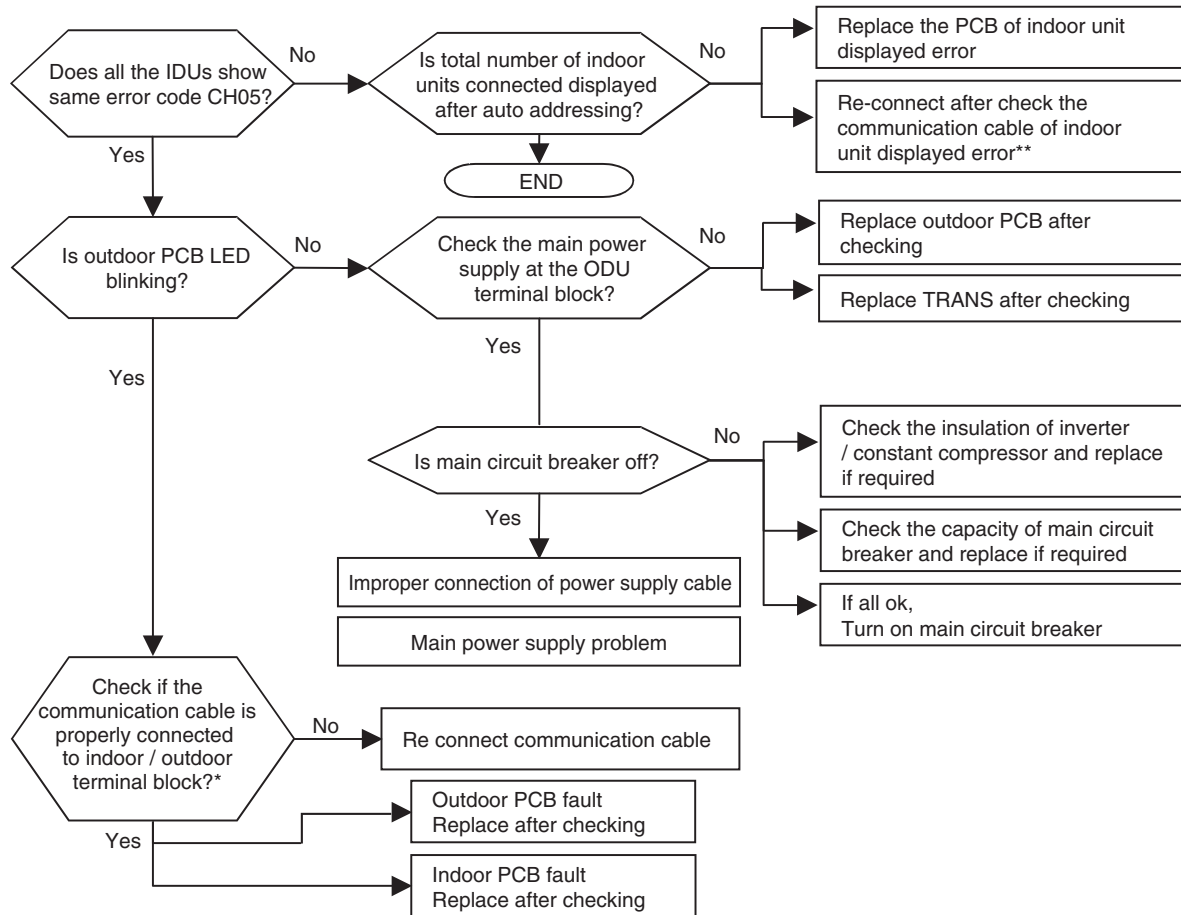 Does all the IDUs show
same error code CH05?
No
Is total number of indoor
units connected displayed
after auto addressing?
No
Replace the PCB of indoor unit
displayed error
Re-connect after check the
communication cable of indoor
unit displayed error**
Yes
END
Is outdoor PCB LED
blinking?
No
Check the main power
supply at the ODU
terminal block?
No
Replace outdoor PCB after
checking
Replace TRANS after checking
Yes
Yes
Is main circuit breaker off?
No
Check the insulation of inverter
/ constant compressor and replace
if required
Check the capacity of main circuit
breaker and replace if required
If all ok,
Turn on main circuit breaker
Yes
Improper connection of power supply cable
Main power supply problem
Check if the
communication cable is
properly connected
to indoor / outdoor
terminal block?*
No
Re connect communication cable
Yes
Outdoor PCB fault
Replace after checking
Indoor PCB fault
Replace after checking